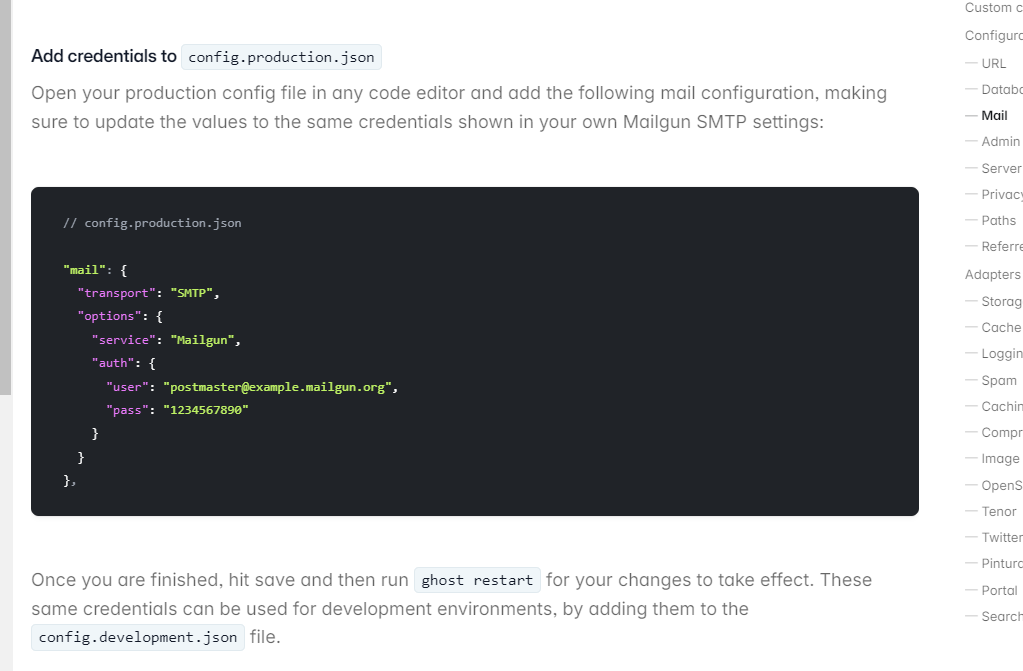 Add credentials to config.production.json
Open your production config file in any code editor and add the following mail configuration, making
sure to update the values to the same credentials shown in your own Mailgun SMTP settings:
// config.production.json
"mail": {
"transport": "SMTP",
"options": {
"service": "Mailgun",
"auth": {
"user": "postmaster@example.mailgun.org",
"pass": "1234567890"
}
}
},
Once you are finished, hit save and then run ghost restart for your changes to take effect. These
same credentials can be used for development environments, by adding them to the
config.development.json file.
Custom c
Configura
— URL
— Databa
— Mail
— Admin
— Server
— Privacy
— Paths
— Referre
Adapters
— Storag
— Cache
— Loggin
— Spam
— Cachin
— Compr
— Image
— OpenS
— Tenor
— Twitter
— Pintura
— Portal
— Search